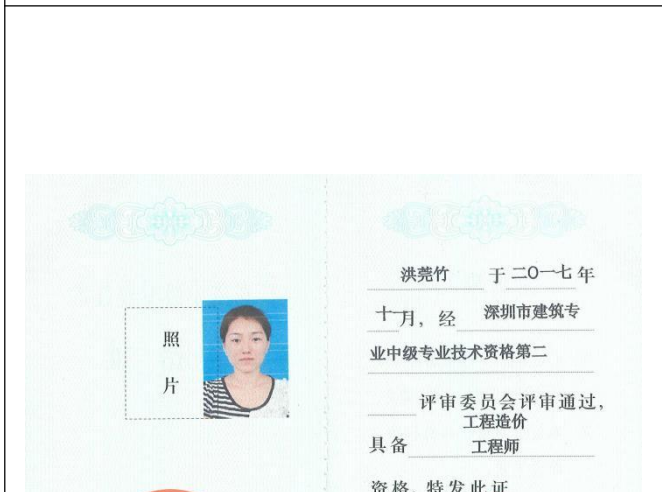 照
片
洪莞竹 于二〇一七年
十一月，经 深圳市建筑专
业中级专业技术资格第二
评审委员会评审通过，
工程造价
具备 工程师
资格，特发此证